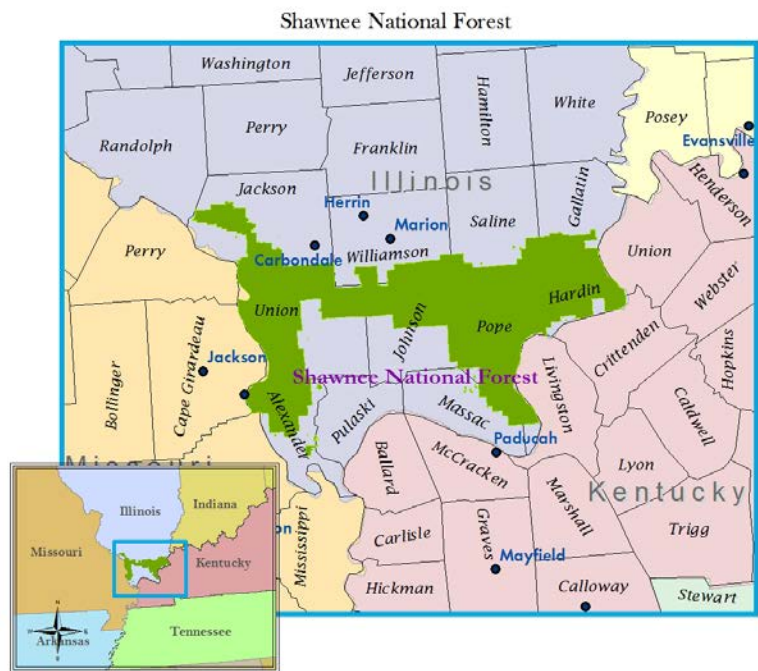 Shawnee National Forest
Washington
Jefferson
Hamilton
White
Posey
Evansville
Randolph
Perry
Franklin
Henderson
Jackson
Illinois
Gallatin
Herrin
Marion
Saline
Perry
Carbondale
Williamson
Union
Webster
Union
Hardin
Johnson
Pope
Crittenden
Hopkins
Jackson
Bollinger
Cape Girardeau
Shawnee National Forest
Livingston
Alexander
Pulaski
Massac
Caldwell
Paducah
Missouri
Ballard
McCracken
Lyon
Kentucky
Marshall
Trigg
on
Mississippi
Carlisle
Graves
Mayfield
Hickman
Calloway
Stewart
Illinois
Indiana
Missouri
Kentucky
Tennessee
Arkansas